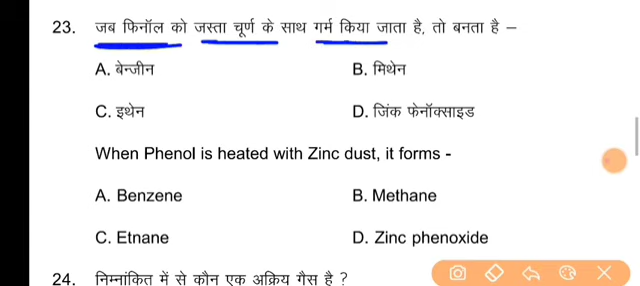 23. जब फिनॉल को जस्ता चूर्ण के साथ गर्म किया जाता है, तो बनता है –
A. बेन्जीन B. मिथेन
C. इथेन D. जिंक फेनॉक्साइड
When Phenol is heated with Zinc dust, it forms -
A. Benzene B. Methane
C. Etnane D. Zinc phenoxide
24. निम्नांकित में से कौन एक अक्रिय गैस है ?